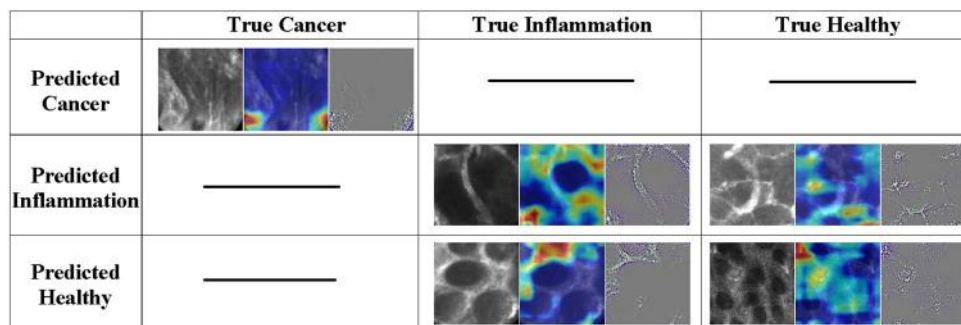 True Cancer True Inflammation True Healthy
Predicted
Cancer
Predicted
Inflammation
Predicted
Healthy